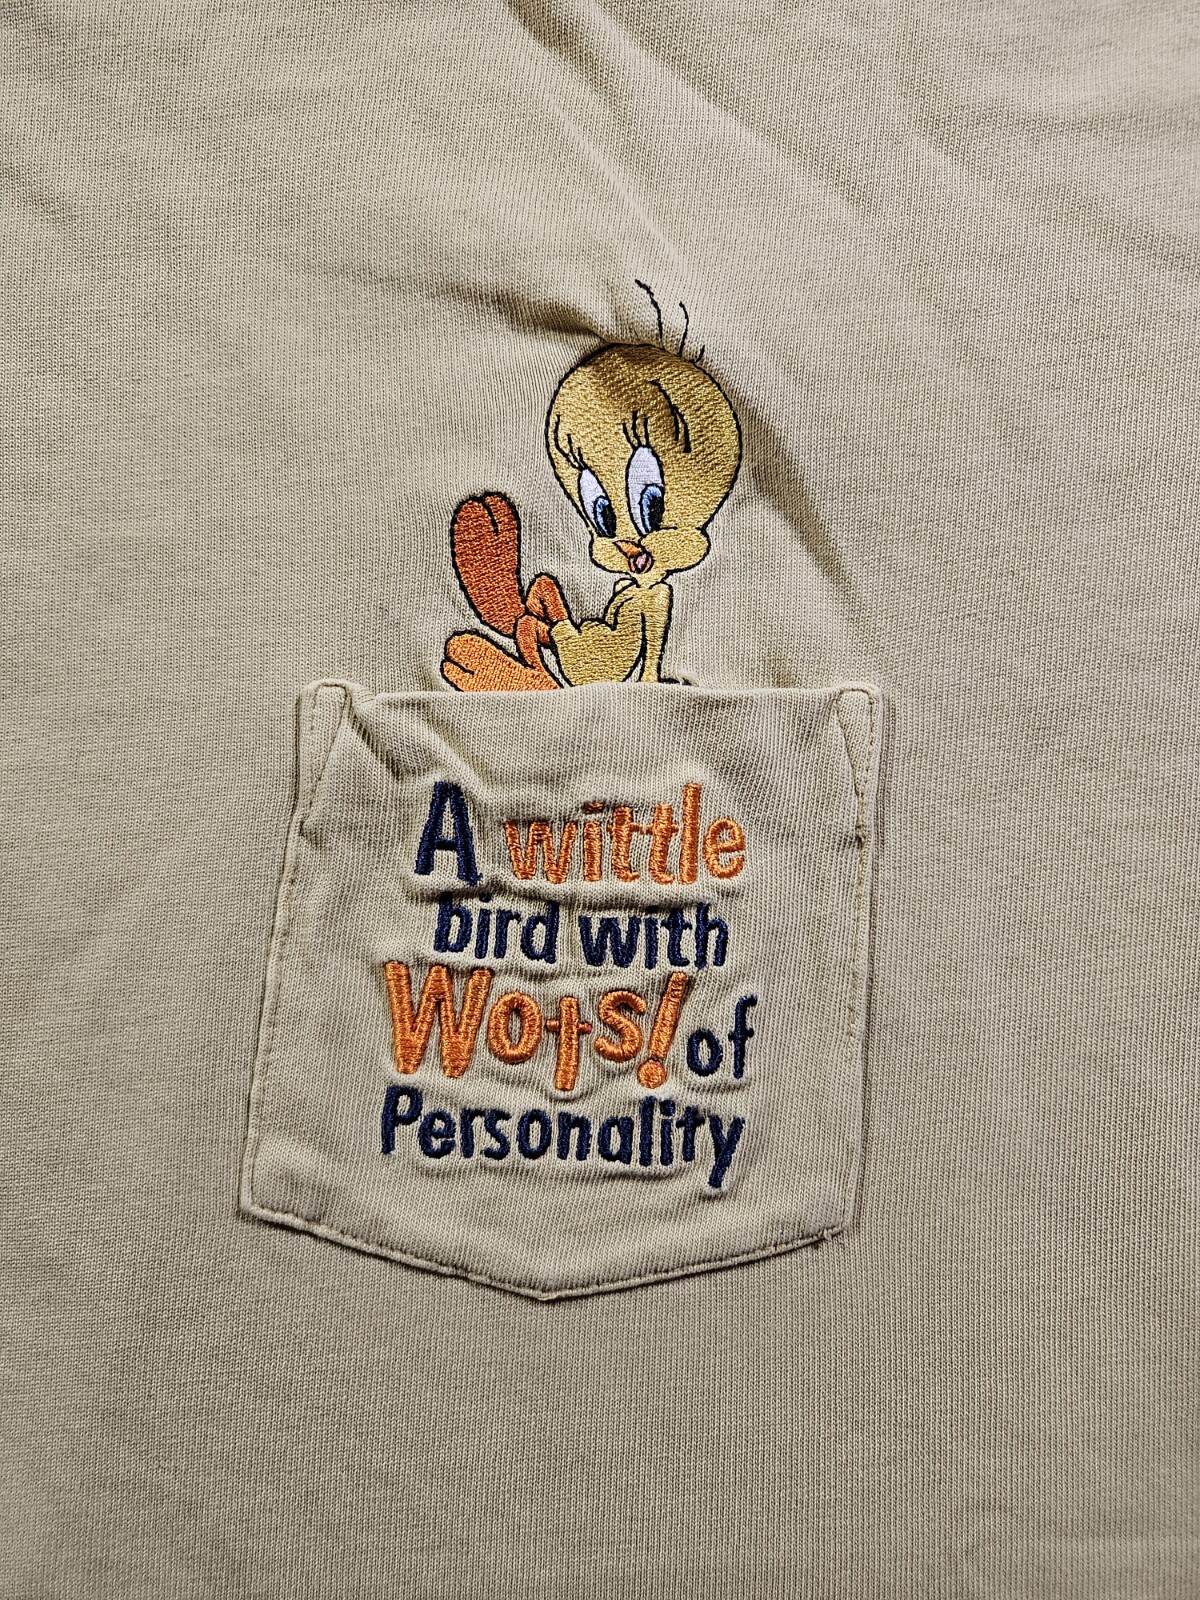 A wittle
bird with
Wots! of
Personality